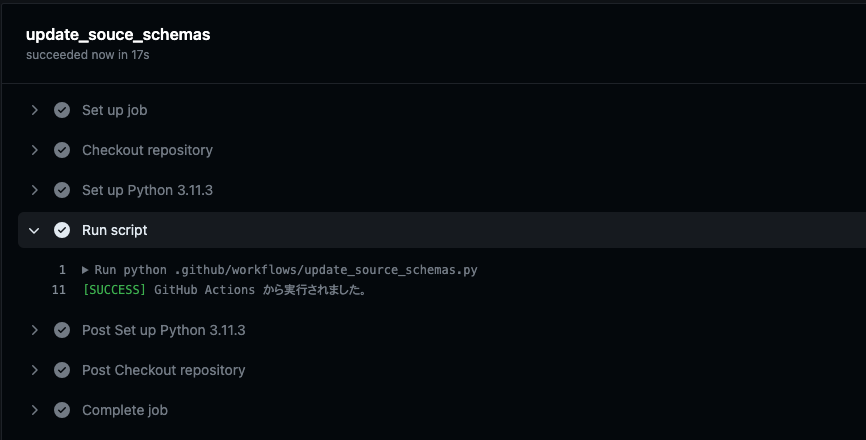 update_souce_schemas
succeeded now in 17s
Set up job
Checkout repository
Set up Python 3.11.3
Run script
1 Run python .github/workflows/update_source_schemas.py
11 [SUCCESS] GitHub Actions から実行されました。
Post Set up Python 3.11.3
Post Checkout repository
Complete job